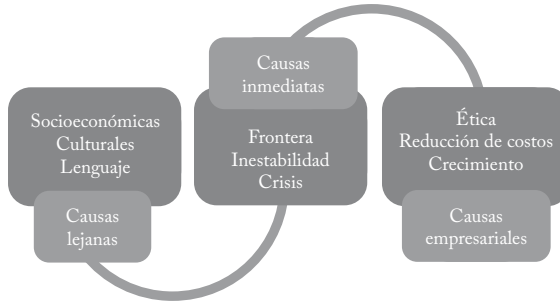 Socioeconómicas
Culturales
Lenguaje
Causas
lejanas
Causas
inmediatas
Frontera
Inestabilidad
Crisis
Ética
Reducción de costos
Crecimiento
Causas
empresariales